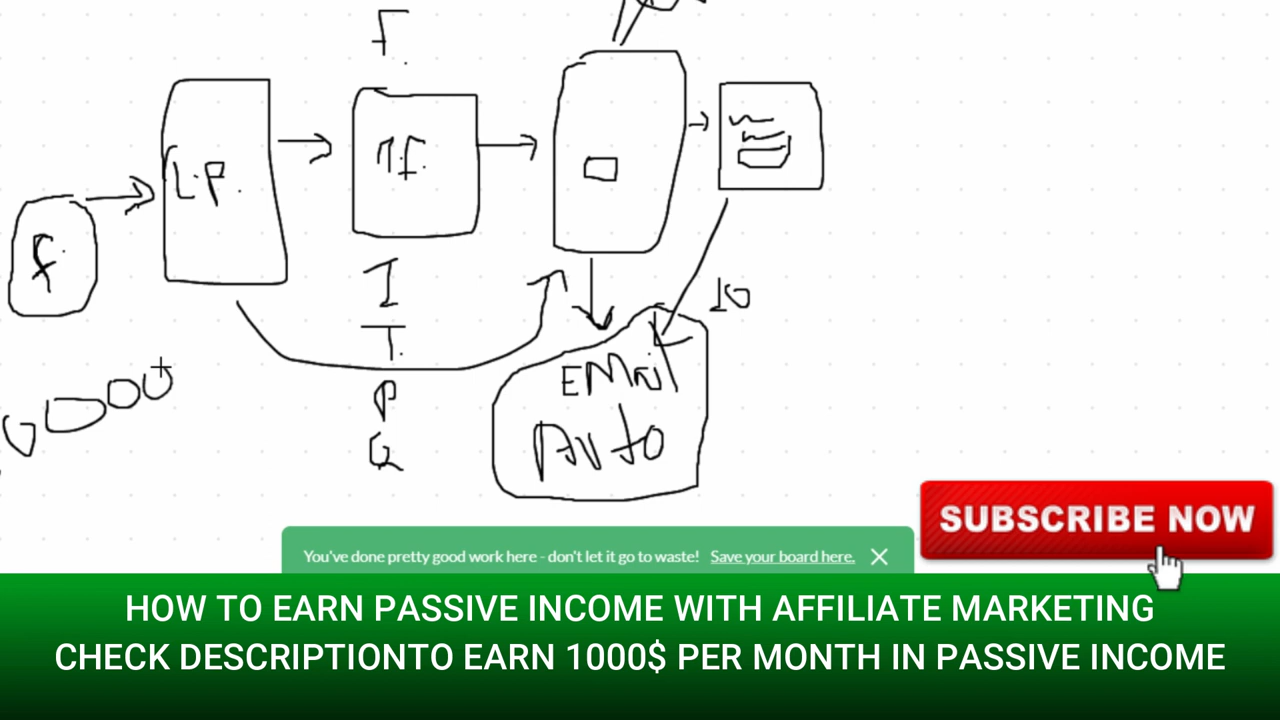 F.
L.P.
T.F.
f.
I
T.
P
Q
10
EMAil
AUTO
SUBSCRIBE NOW
You've done pretty good work here - don't let it go to waste! Save your board here.
HOW TO EARN PASSIVE INCOME WITH AFFILIATE MARKETING
CHECK DESCRIPTIONTO EARN 1000$ PER MONTH IN PASSIVE INCOME